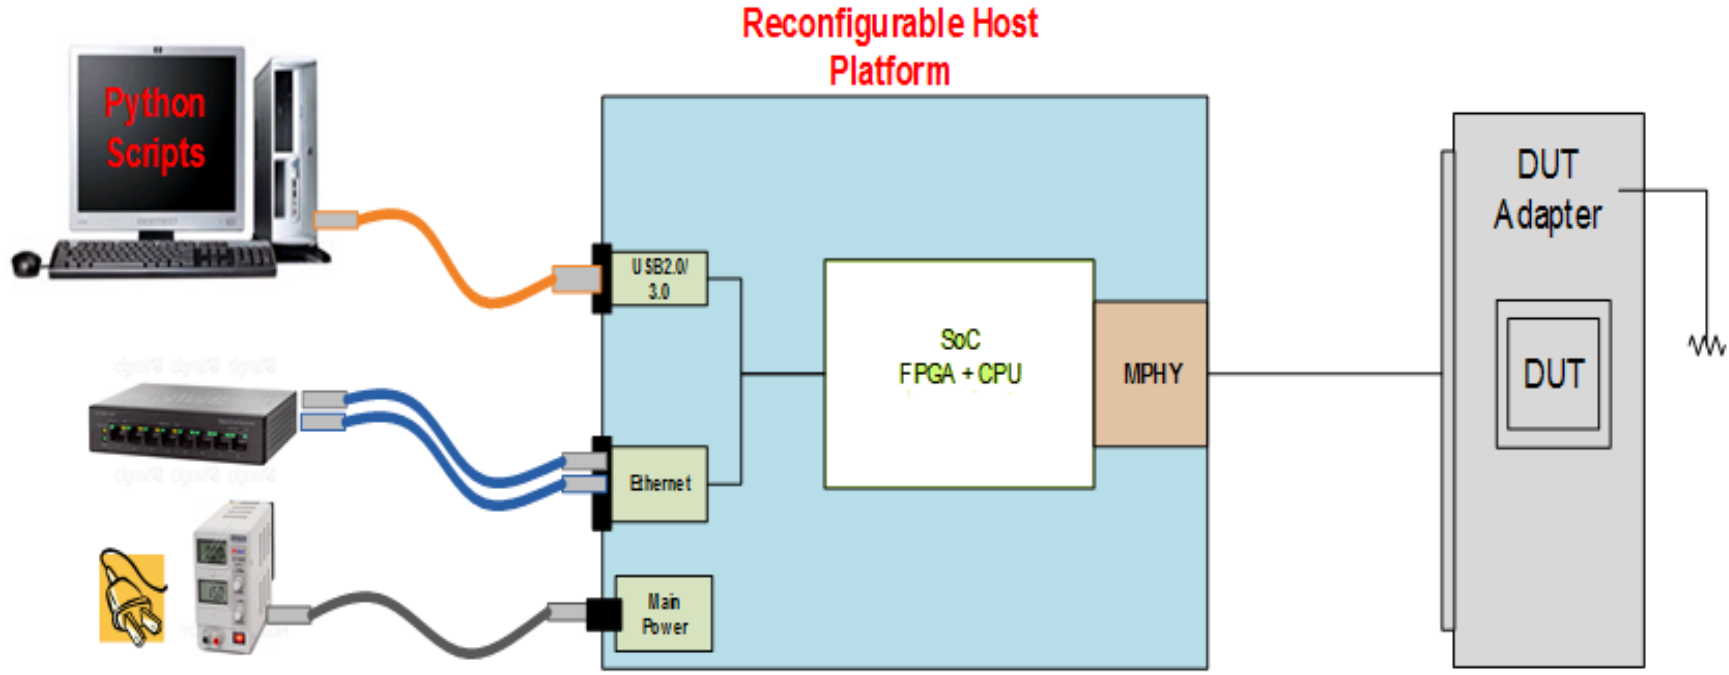 Reconfigurable Host
Platform
Python
Scripts
USB2.0/
3.0
SoC
FPGA + CPU
MPHY
Ethernet
Main
Power
DUT
Adapter
DUT